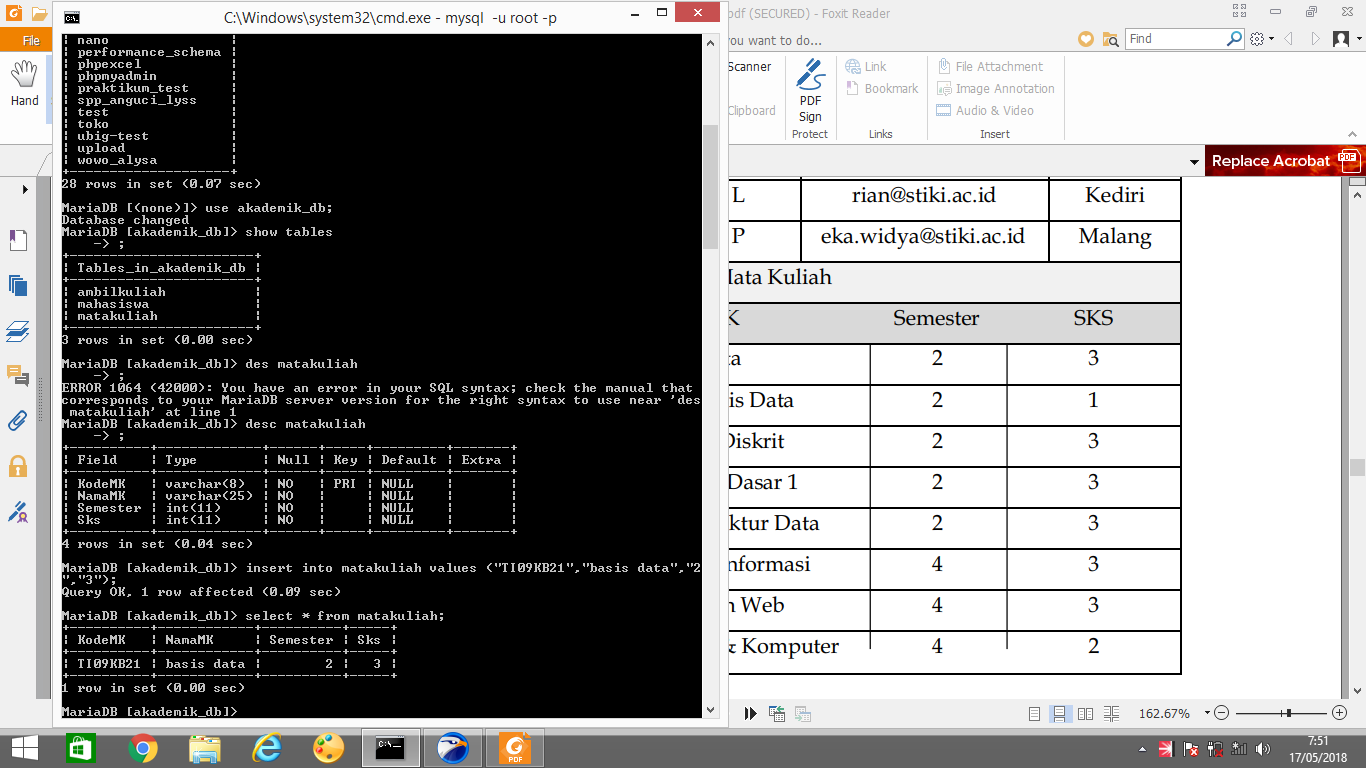 C:\Windows\system32\cmd.exe - mysql -u root -p
| nano |
| performance_schema |
| phpexcel |
| phpmyadmin |
| praktikum_test |
| spp_anguci_lyss |
| test |
| toko |
| ubig-test |
| upload |
| wowo_alysa |
+--------------------+
28 rows in set (0.07 sec)
MariaDB [(none)]> use akademik_db;
Database changed
MariaDB [akademik_db]> show tables
-> ;
+-----------------------+
| Tables_in_akademik_db |
+-----------------------+
| ambilkuliah |
| mahasiswa |
| matakuliah |
+-----------------------+
3 rows in set (0.00 sec)
MariaDB [akademik_db]> des matakuliah
-> ;
ERROR 1064 (42000): You have an error in your SQL syntax; check the manual that
corresponds to your MariaDB server version for the right syntax to use near 'des
matakuliah' at line 1
MariaDB [akademik_db]> desc matakuliah
-> ;
+----------+-------------+------+-----+---------+-------+
| Field | Type | Null | Key | Default | Extra |
+----------+-------------+------+-----+---------+-------+
| KodeMK | varchar(8) | NO | PRI | NULL | |
| NamaMK | varchar(25) | NO | | NULL | |
| Semester | int(11) | NO | | NULL | |
| Sks | int(11) | NO | | NULL | |
+----------+-------------+------+-----+---------+-------+
4 rows in set (0.04 sec)
MariaDB [akademik_db]> insert into matakuliah values ("TI09KB21","basis data","2
","3");
Query OK, 1 row affected (0.09 sec)
MariaDB [akademik_db]> select * from matakuliah;
+----------+------------+----------+-----+
| KodeMK | NamaMK | Semester | Sks |
+----------+------------+----------+-----+
| TI09KB21 | basis data | 2 | 3 |
+----------+------------+----------+-----+
1 row in set (0.00 sec)
MariaDB [akademik_db]>
File
Hand
pdf (SECURED) - Foxit Reader
you want to do...
Find
Scanner
Clipboard
PDF
Sign
Protect
Link
Bookmark
Links
File Attachment
Image Annotation
Audio & Video
Insert
Replace Acrobat
PDF
L rian@stiki.ac.id Kediri
P eka.widya@stiki.ac.id Malang
Mata Kuliah
K Semester SKS
ta 2 3
is Data 2 1
Diskrit 2 3
Dasar 1 2 3
ktur Data 2 3
nformasi 4 3
n Web 4 3
& Komputer 4 2
162.67%
PDF
7:51
17/05/2018